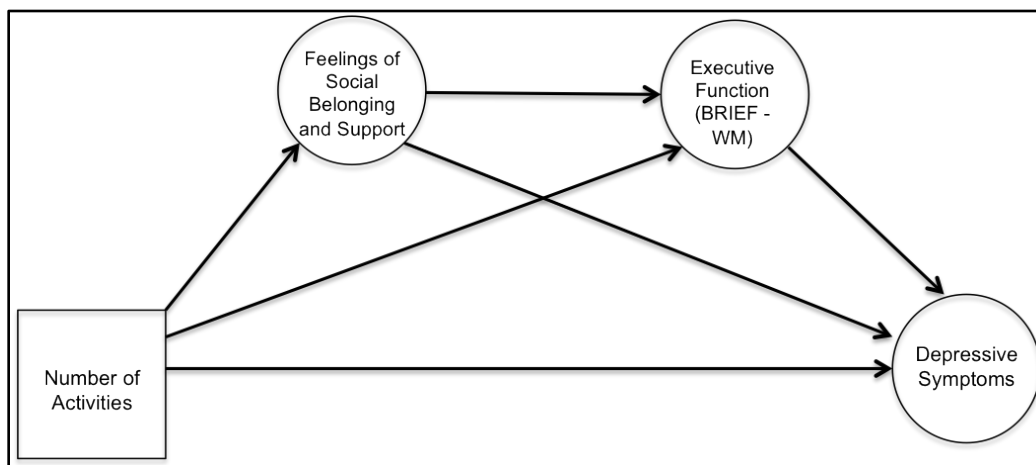 Feelings of
Social
Belonging
and Support
Executive
Function
(BRIEF -
WM)
Number of
Activities
Depressive
Symptoms